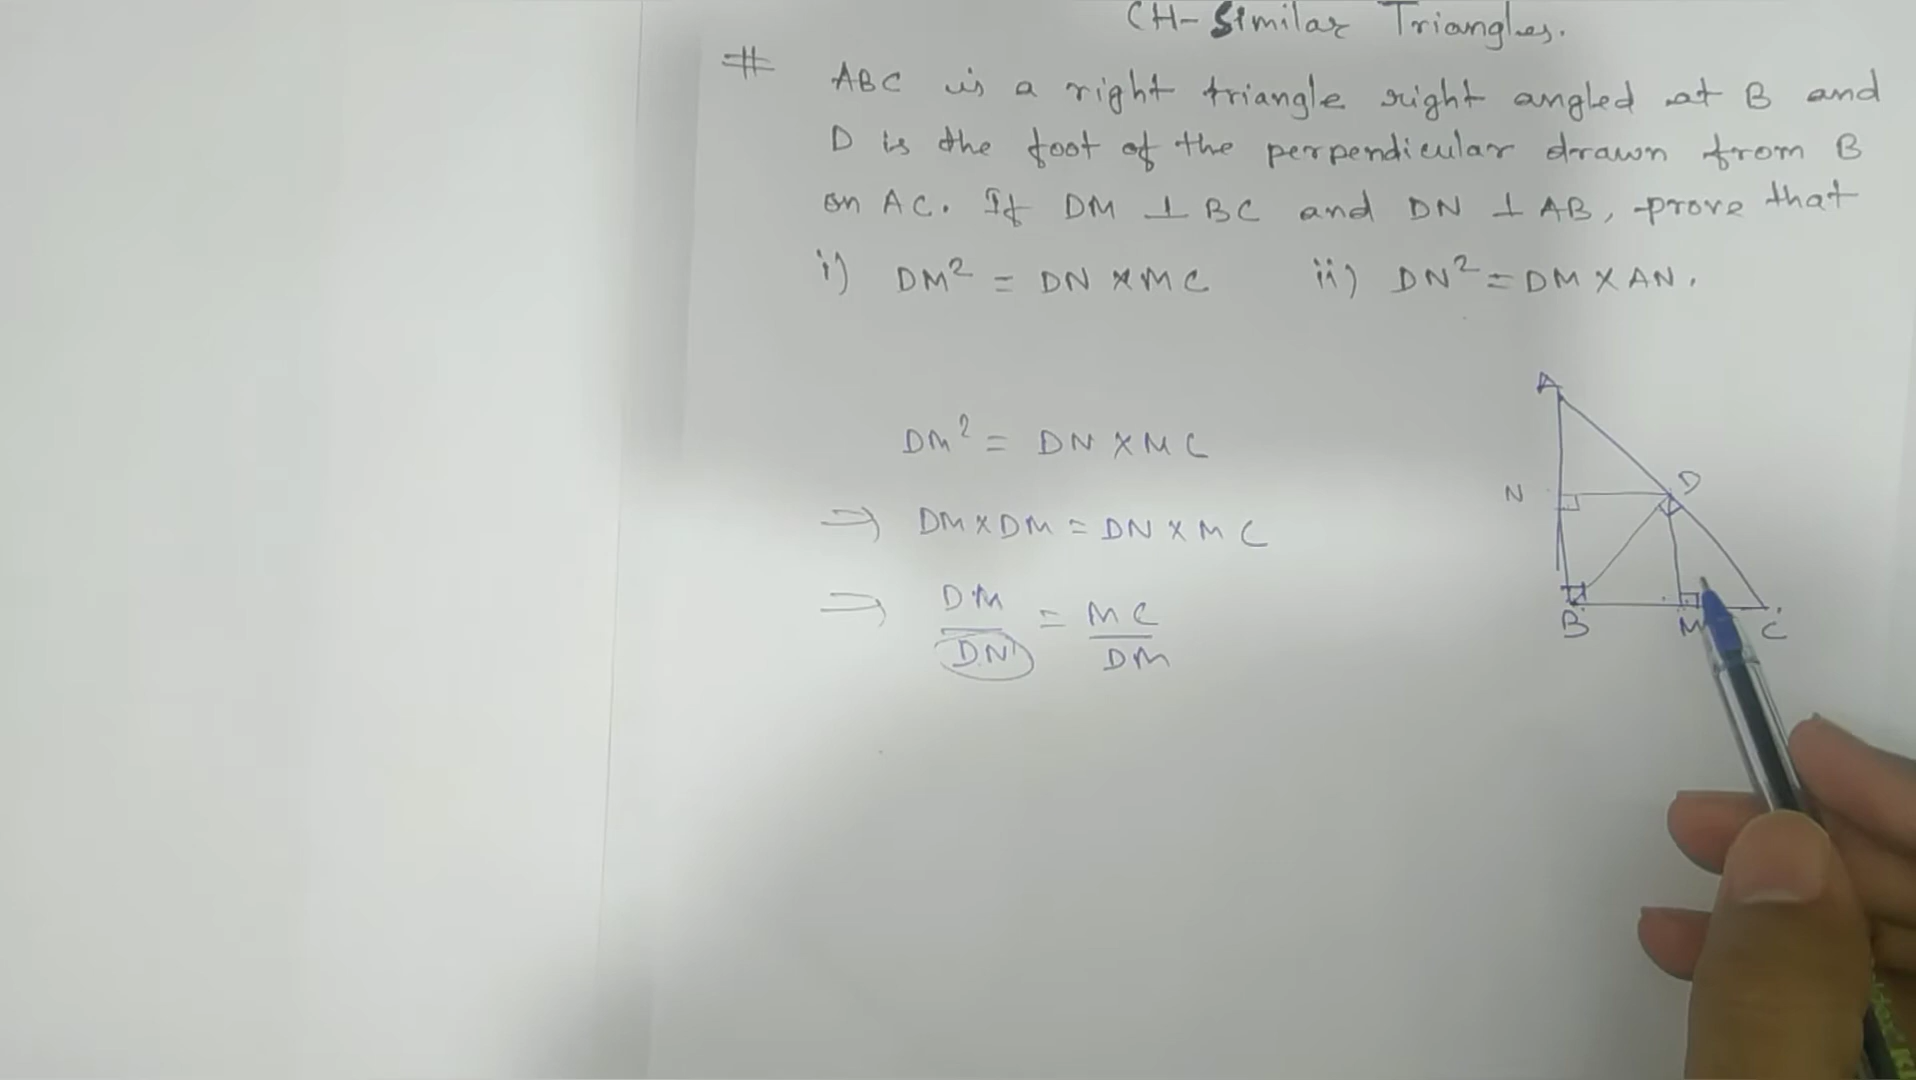 CH- Similar Triangles.
# ABC is a right triangle right angled at B and
D is the foot of the perpendicular drawn from B
on AC. If DM ⊥ BC and DN ⊥ AB, prove that
i) DM² = DN × MC ii) DN² = DM × AN.
A
DM² = DN × MC
D
N
⇒ DM × DM = DN × MC
⇒ DM/DN = MC/DM
B M C